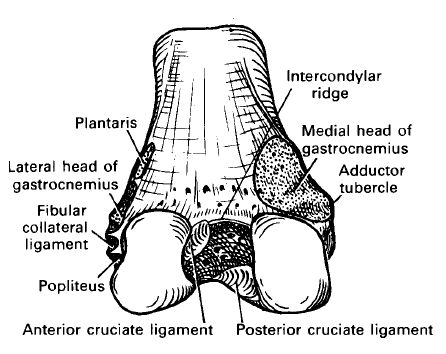 Intercondylar
ridge
Plantaris
Medial head of
gastrocnemius
Lateral head of
gastrocnemius
Adductor
tubercle
Fibular
collateral
ligament
Popliteus
Anterior cruciate ligament
Posterior cruciate ligament